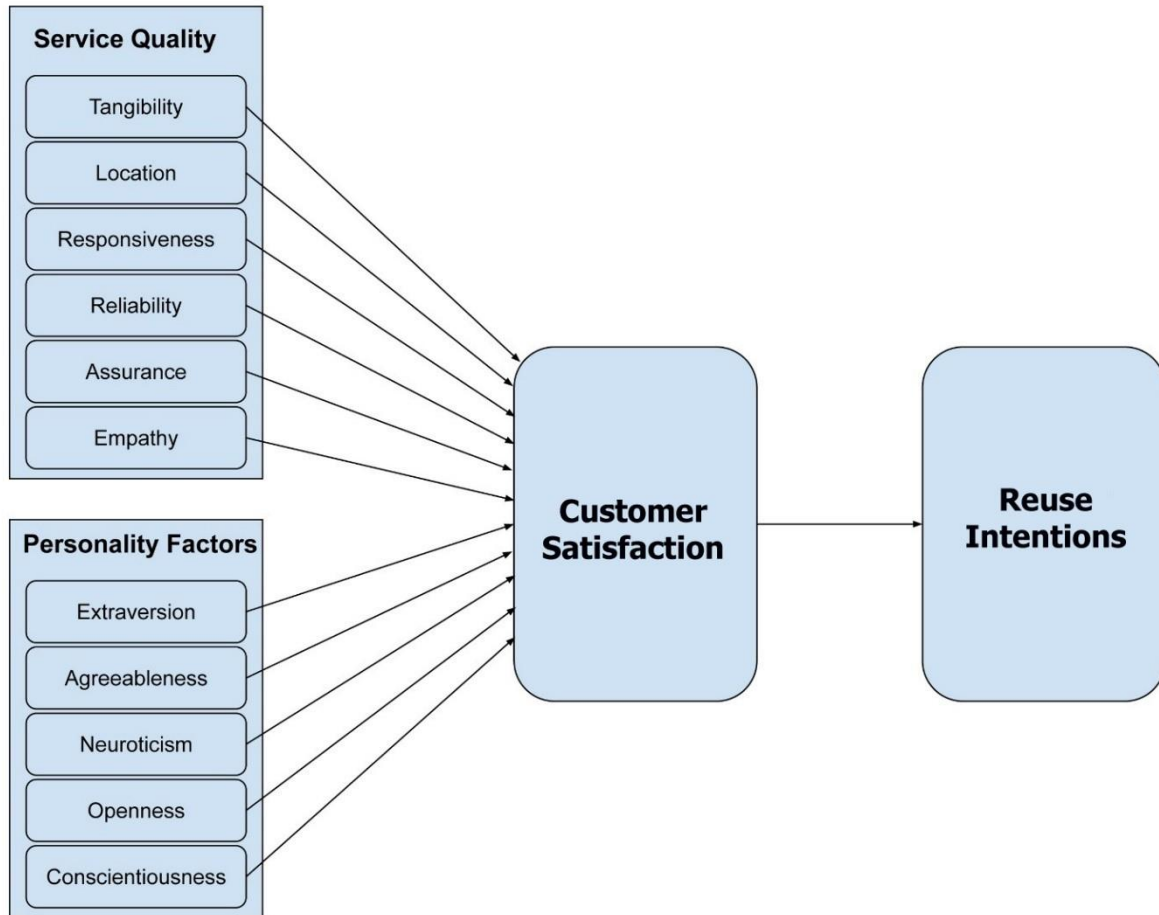 Service Quality
Tangibility
Location
Responsiveness
Reliability
Assurance
Empathy
Personality Factors
Extraversion
Agreeableness
Neuroticism
Openness
Conscientiousness
Customer
Satisfaction
Reuse
Intentions